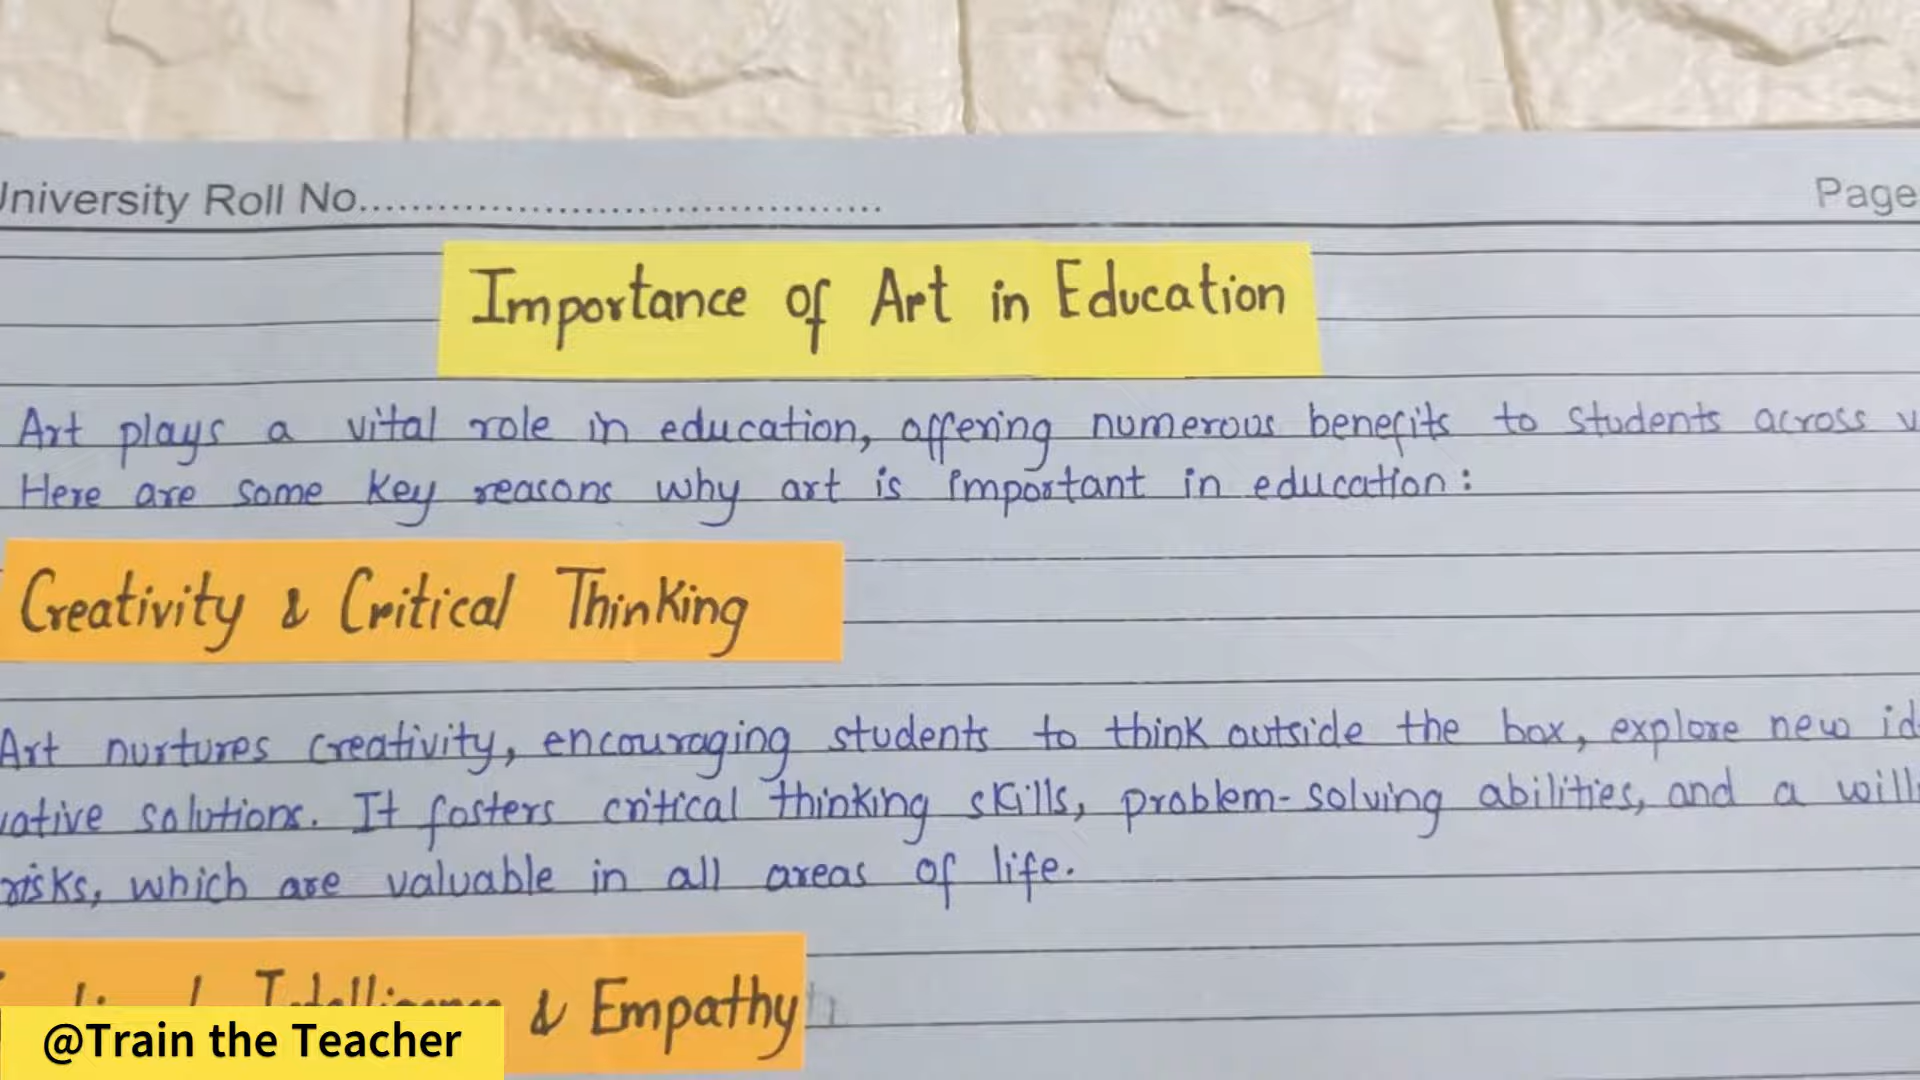 University Roll No.......................................... Page
Importance of Art in Education
Art plays a vital role in education, offering numerous benefits to students across
Here are some key reasons why art is important in education:
Creativity & Critical Thinking
Art nurtures creativity, encouraging students to think outside the box, explore new
solutions. It fosters critical thinking skills, problem-solving abilities, and a
risks, which are valuable in all areas of life.
Intelligence & Empathy
@Train the Teacher